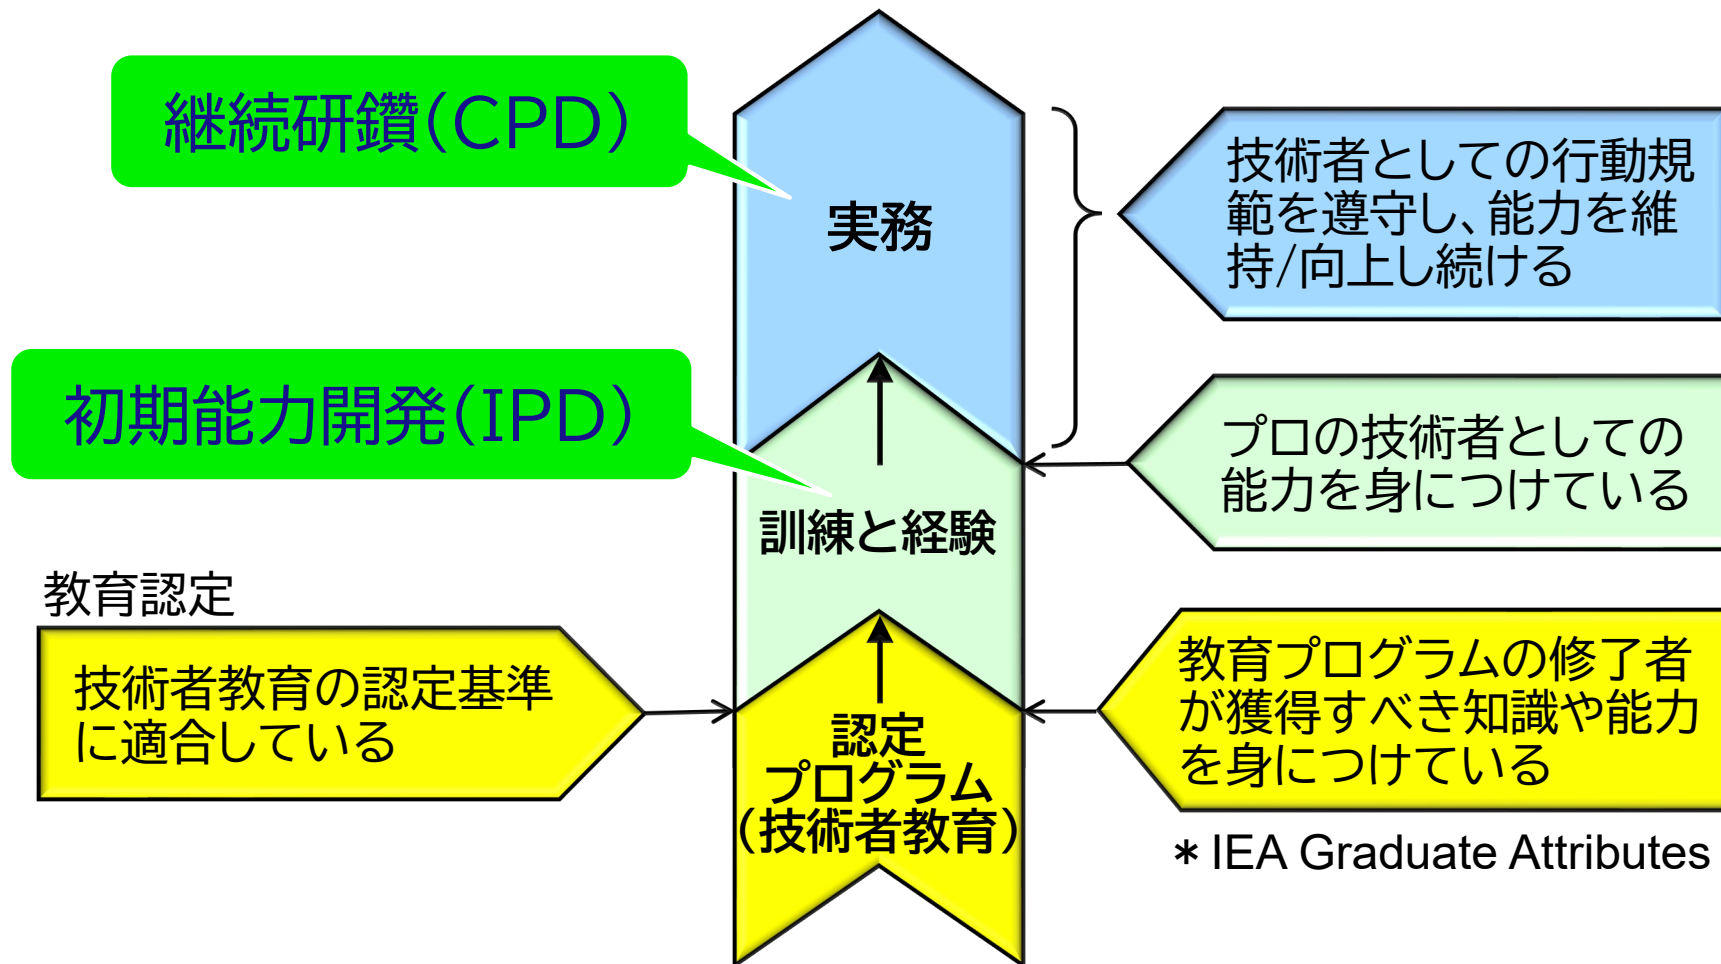 継続研鑽(CPD)
実務
技術者としての行動規
範を遵守し、能力を維
持/向上し続ける
初期能力開発(IPD)
プロの技術者としての
能力を身につけている
訓練と経験
教育認定
技術者教育の認定基準
に適合している
認定
プログラム
(技術者教育)
教育プログラムの修了者
が獲得すべき知識や能力
を身につけている
* IEA Graduate Attributes